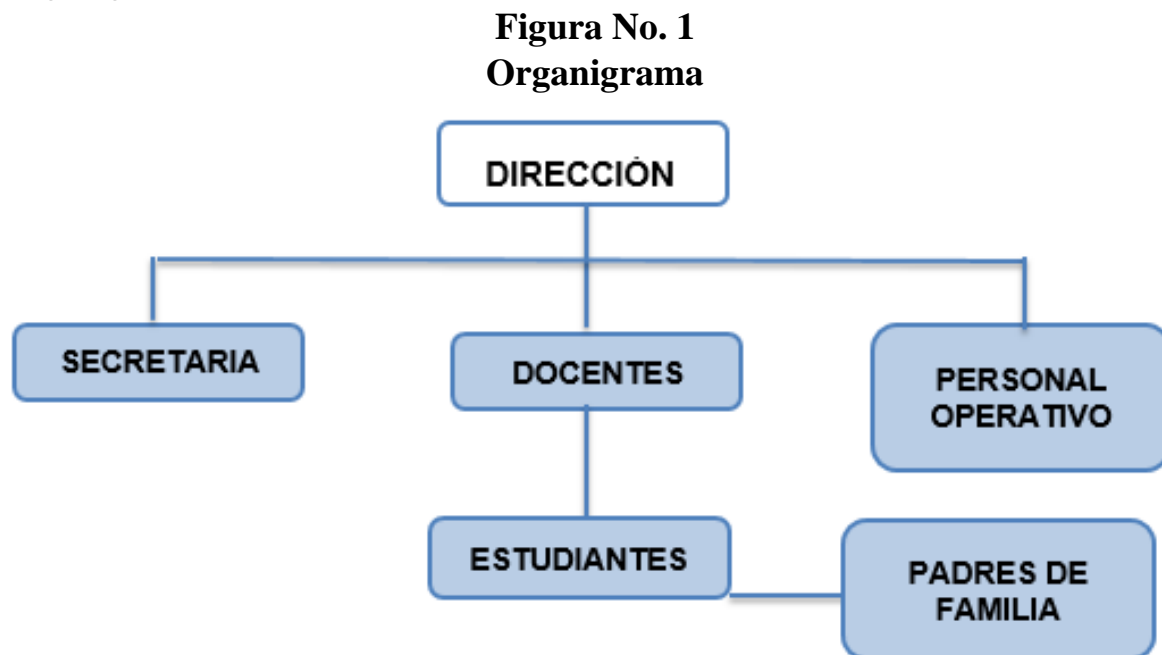 Figura No. 1
Organigrama
DIRECCIÓN
SECRETARIA
DOCENTES
PERSONAL
OPERATIVO
ESTUDIANTES
PADRES DE
FAMILIA